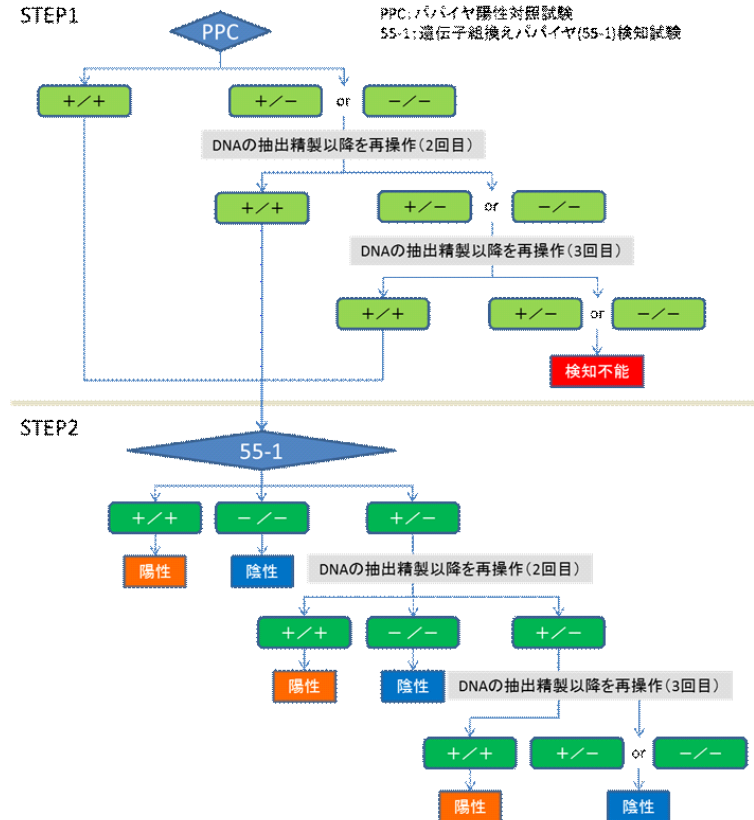 STEP1
PPC:パパイヤ陽性対照試験
55-1:遺伝子組換えパパイヤ(55-1)検知試験
PPC
+/+
+/- or -/-
DNAの抽出精製以降を再操作(2回目)
+/+
+/- or -/-
DNAの抽出精製以降を再操作(3回目)
+/+
+/- or -/-
検知不能
STEP2
55-1
+/+ -/- +/-
陽性 陰性
DNAの抽出精製以降を再操作(2回目)
+/+ -/- +/-
陽性 陰性
DNAの抽出精製以降を再操作(3回目)
+/+ +/- or -/-
陽性 陰性